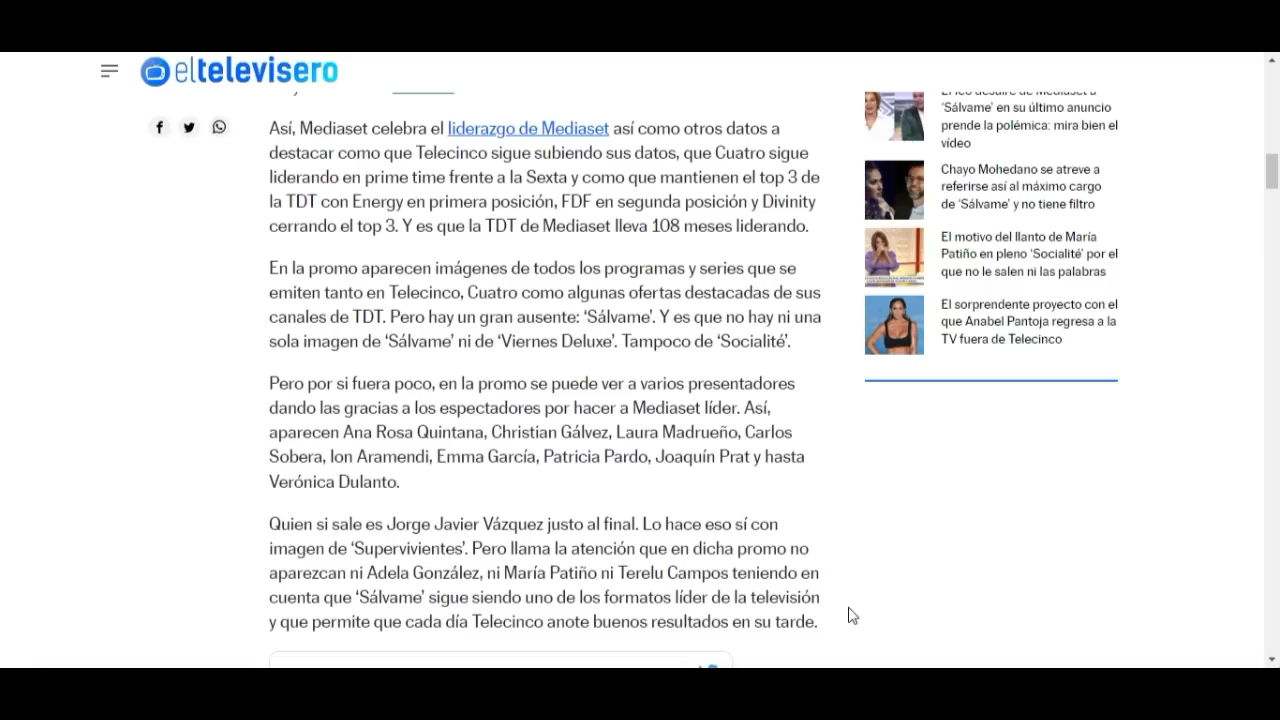 eltelevisero
Así, Mediaset celebra el liderazgo de Mediaset así como otros datos a
destacar como que Telecinco sigue subiendo sus datos, que Cuatro sigue
liderando en prime time frente a la Sexta y como que mantienen el top 3 de
la TDT con Energy en primera posición, FDF en segunda posición y Divinity
cerrando el top 3. Y es que la TDT de Mediaset lleva 108 meses liderando.
En la promo aparecen imágenes de todos los programas y series que se
emiten tanto en Telecinco, Cuatro como algunas ofertas destacadas de sus
canales de TDT. Pero hay un gran ausente: ‘Sálvame’. Y es que no hay ni una
sola imagen de ‘Sálvame’ ni de ‘Viernes Deluxe’. Tampoco de ‘Socialité’.
Pero por si fuera poco, en la promo se puede ver a varios presentadores
dando las gracias a los espectadores por hacer a Mediaset líder. Así,
aparecen Ana Rosa Quintana, Christian Gálvez, Laura Madrueño, Carlos
Sobera, Ion Aramendi, Emma García, Patricia Pardo, Joaquín Prat y hasta
Verónica Dulanto.
Quien si sale es Jorge Javier Vázquez justo al final. Lo hace eso sí con
imagen de ‘Supervivientes’. Pero llama la atención que en dicha promo no
aparezcan ni Adela González, ni María Patiño ni Terelu Campos teniendo en
cuenta que ‘Sálvame’ sigue siendo uno de los formatos líder de la televisión
y que permite que cada día Telecinco anote buenos resultados en su tarde.
El feo desaire de Mediaset a
‘Sálvame’ en su último anuncio
prende la polémica: mira bien el
vídeo
Chayo Mohedano se atreve a
referirse así al máximo cargo
de ‘Sálvame’ y no tiene filtro
El motivo del llanto de María
Patiño en pleno ‘Socialité’ por el
que no le salen ni las palabras
El sorprendente proyecto con el
que Anabel Pantoja regresa a la
TV fuera de Telecinco